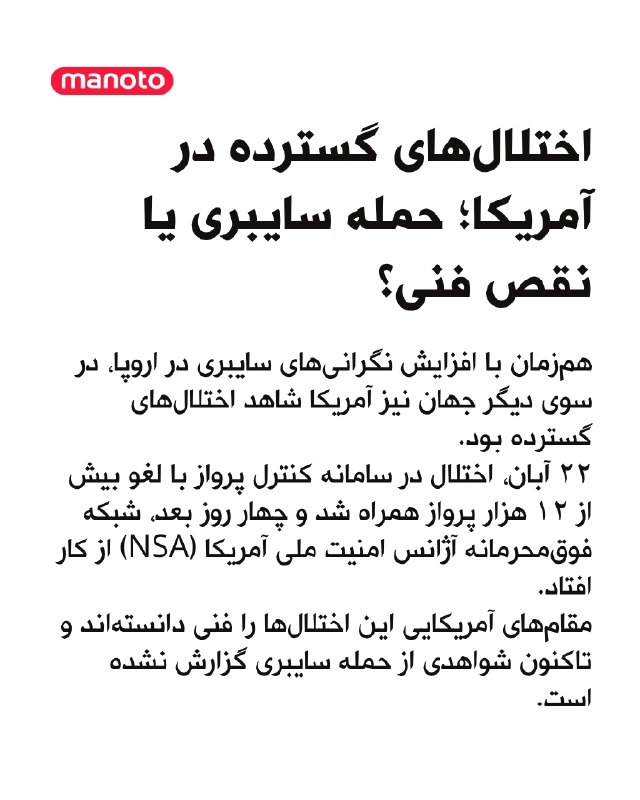 manoto
اختلال‌های گسترده در
آمریکا؛ حمله سایبری یا
نقص فنی؟
هم‌زمان با افزایش نگرانی‌های سایبری در اروپا، در
سوی دیگر جهان نیز آمریکا شاهد اختلال‌های
گسترده بود.
۲۲ آبان، اختلال در سامانه کنترل پرواز با لغو بیش
از ۱۲ هزار پرواز همراه شد و چهار روز بعد، شبکه
فوق‌محرمانه آژانس امنیت ملی آمریکا (NSA) از کار
افتاد.
مقام‌های آمریکایی این اختلال‌ها را فنی دانسته‌اند و
تاکنون شواهدی از حمله سایبری گزارش نشده
است.